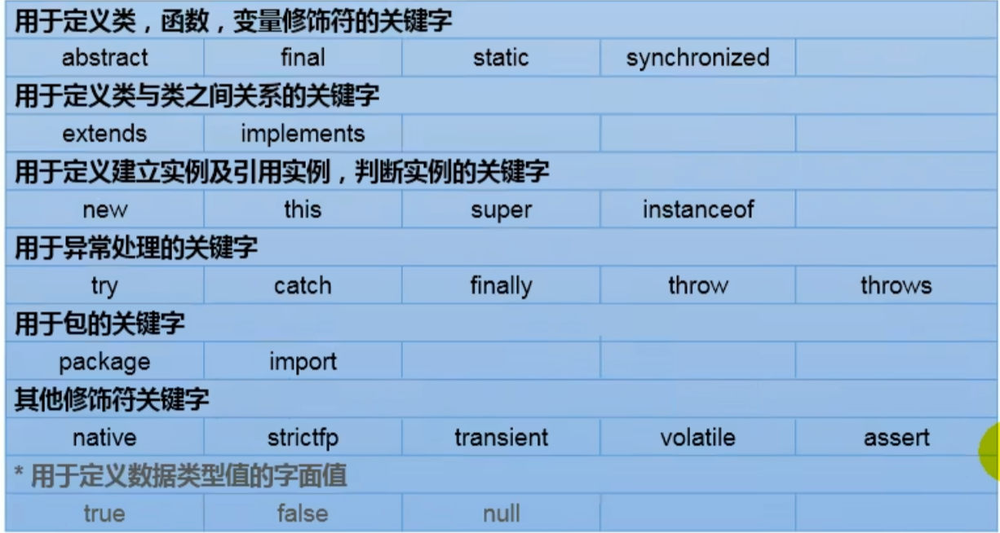 用于定义类，函数，变量修饰符的关键字
abstract final static synchronized
用于定义类与类之间关系的关键字
extends implements
用于定义建立实例及引用实例，判断实例的关键字
new this super instanceof
用于异常处理的关键字
try catch finally throw throws
用于包的关键字
package import
其他修饰符关键字
native strictfp transient volatile assert
* 用于定义数据类型值的字面值
true false null